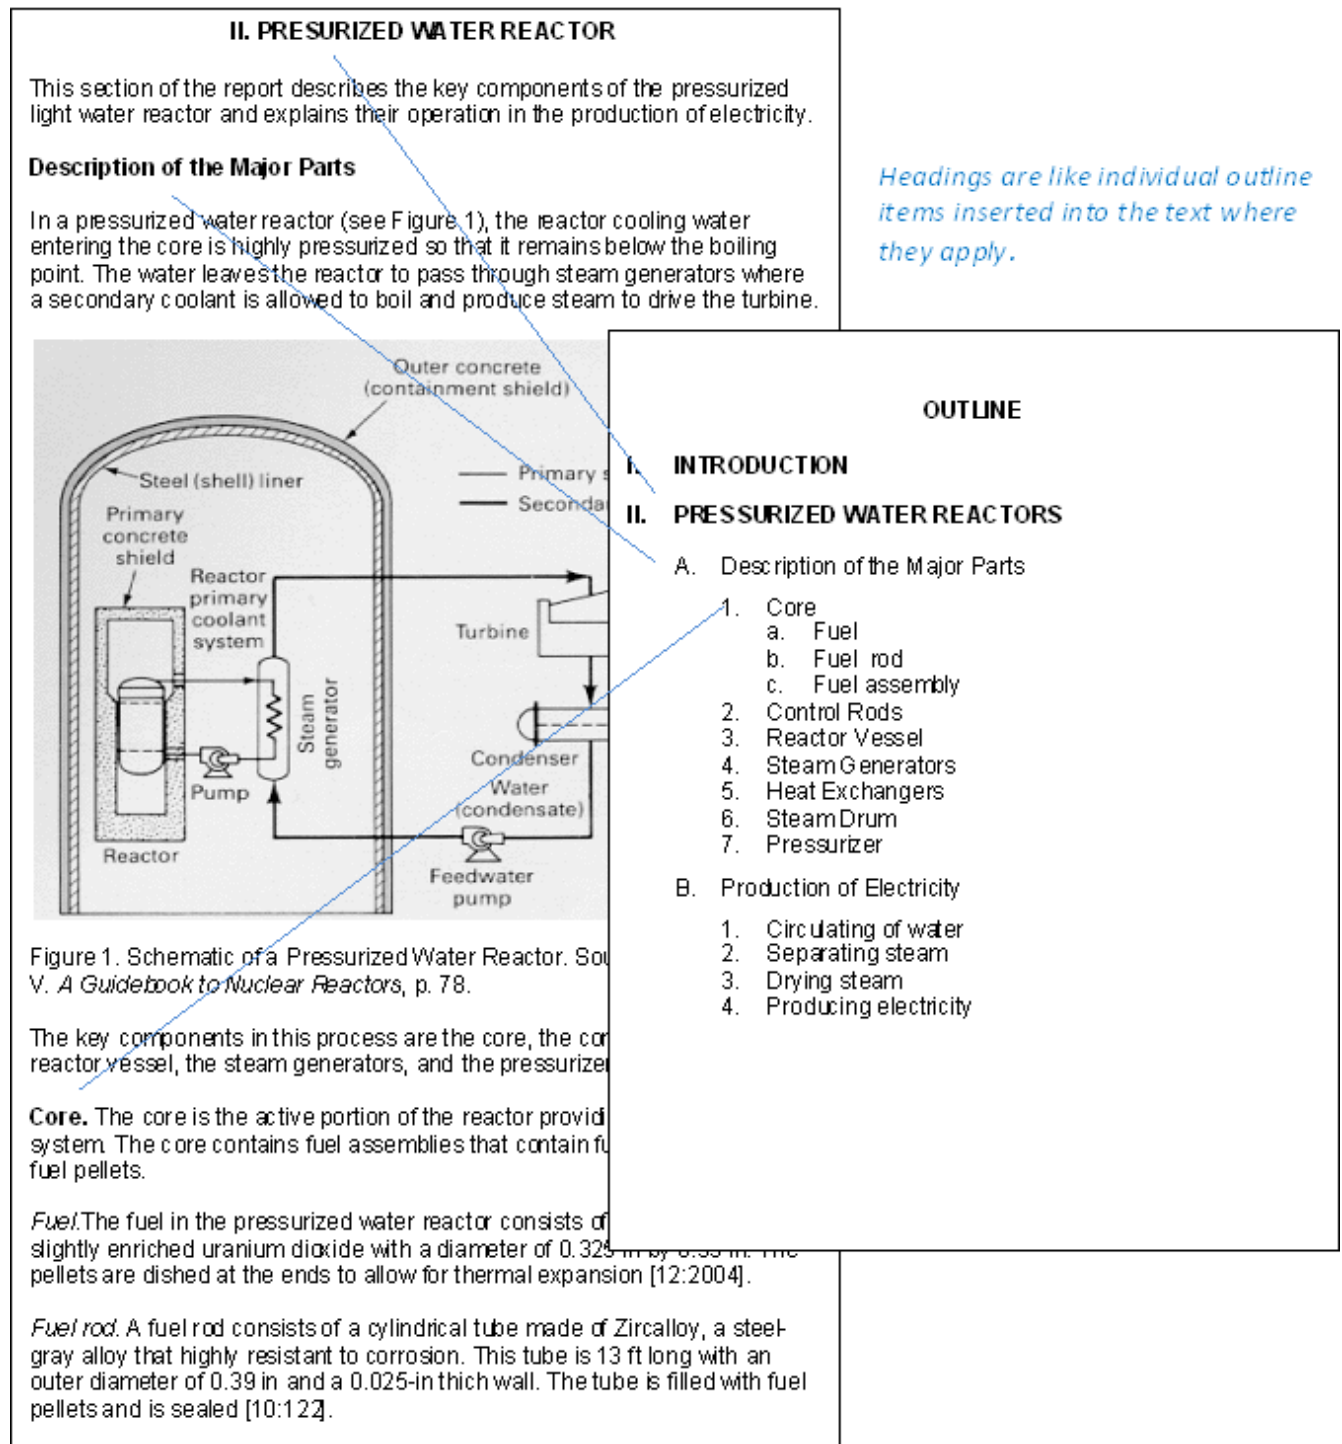 II. PRESURIZED WATER REACTOR
This section of the report describes the key components of the pressurized
light water reactor and explains their operation in the production of electricity.
Description of the Major Parts
In a pressurized water reactor (see Figure 1), the reactor cooling water
entering the core is highly pressurized so that it remains below the boiling
point. The water leaves the reactor to pass through steam generators where
a secondary coolant is allowed to boil and produce steam to drive the turbine.
Headings are like individual outline
items inserted into the text where
they apply.
Outer concrete
(containment shield)
Steel (shell) liner
Primary
concrete
shield
Reactor
primary
coolant
system
Primary s
Seconda
Turbine
Steam
generator
Condenser
Pump
Water
(condensate)
Reactor
Feedwater
pump
Figure 1. Schematic of a Pressurized Water Reactor. Sou
V. A Guidebook to Nuclear Reactors, p. 78.
The key components in this process are the core, the con
reactor vessel, the steam generators, and the pressurizer
Core. The core is the active portion of the reactor providi
system. The core contains fuel assemblies that contain fu
fuel pellets.
Fuel. The fuel in the pressurized water reactor consists of
slightly enriched uranium dioxide with a diameter of 0.325 in by
pellets are dished at the ends to allow for thermal expansion [12:2004].
Fuel rod. A fuel rod consists of a cylindrical tube made of Zircalloy, a steel-
gray alloy that highly resistant to corrosion. This tube is 13 ft long with an
outer diameter of 0.39 in and a 0.025-in thich wall. The tube is filled with fuel
pellets and is sealed [10:122].
OUTLINE
I. INTRODUCTION
II. PRESSURIZED WATER REACTORS
A. Description of the Major Parts
1. Core
a. Fuel
b. Fuel rod
c. Fuel assembly
2. Control Rods
3. Reactor Vessel
4. Steam Generators
5. Heat Exchangers
6. Steam Drum
7. Pressurizer
B. Production of Electricity
1. Circulating of water
2. Separating steam
3. Drying steam
4. Producing electricity